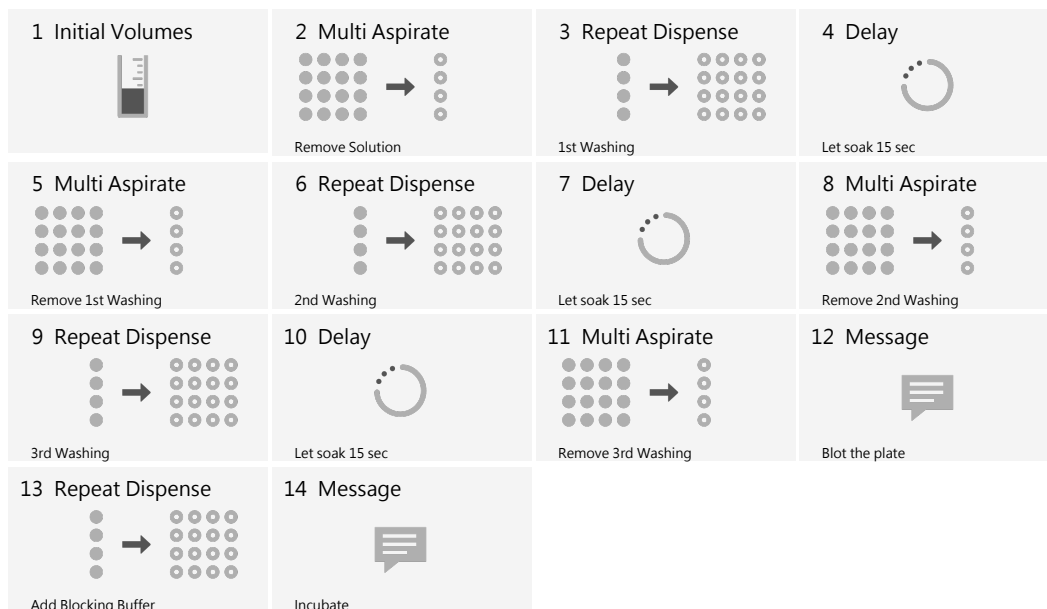 1 Initial Volumes
2 Multi Aspirate
Remove Solution
3 Repeat Dispense
1st Washing
4 Delay
Let soak 15 sec
5 Multi Aspirate
Remove 1st Washing
6 Repeat Dispense
2nd Washing
7 Delay
Let soak 15 sec
8 Multi Aspirate
Remove 2nd Washing
9 Repeat Dispense
3rd Washing
10 Delay
Let soak 15 sec
11 Multi Aspirate
Remove 3rd Washing
12 Message
Blot the plate
13 Repeat Dispense
Add Blocking Buffer
14 Message
Incubate